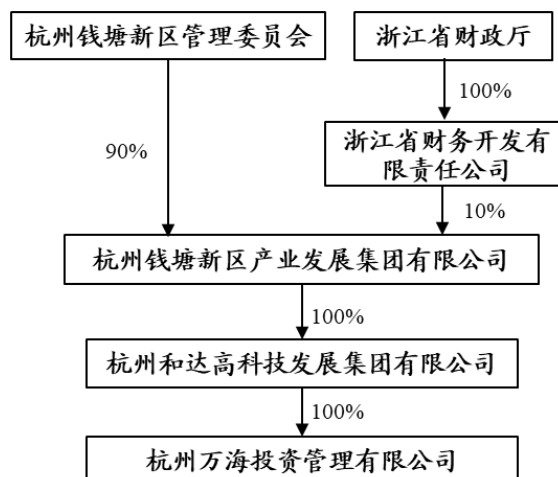 杭州钱塘新区管理委员会
浙江省财政厅
100%
90%
浙江省财务开发有
限责任公司
10%
杭州钱塘新区产业发展集团有限公司
100%
杭州和达高科技发展集团有限公司
100%
杭州万海投资管理有限公司